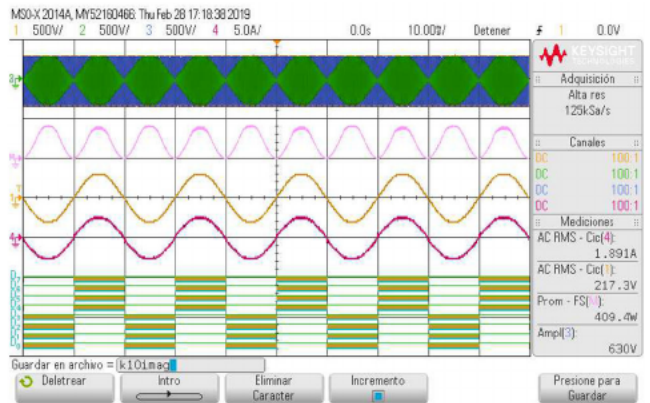 MSO-X 2014A, MY52160466: Thu Feb 28 17:18:38 2019
1 500V/ 2 500V/ 3 500V/ 4 5.0A/ 0.0s 10.00%/ Detener 1 0.0V
KEYSIGHT
TECHNOLOGIES
Adquisición
Alta res
125kSa/s
Canales
DC 100:1
DC 100:1
DC 100:1
DC 100:1
Mediciones
AC RMS - Cic(4):
1.891A
AC RMS - Cic(1):
217.3V
Prom - FS(M):
409.4W
Ampl(3):
630V
Guardar en archivo = k10imag
Deletrear Intro Eliminar Caracter Incremento Presione para Guardar